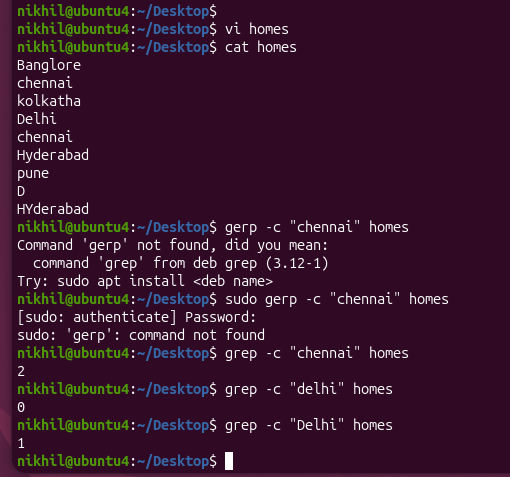 nikhil@ubuntu4:~/Desktop$
nikhil@ubuntu4:~/Desktop$ vi homes
nikhil@ubuntu4:~/Desktop$ cat homes
Banglore
chennai
kolkatha
Delhi
chennai
Hyderabad
pune
D
HYderabad
nikhil@ubuntu4:~/Desktop$ gerp -c "chennai" homes
Command 'gerp' not found, did you mean:
  command 'grep' from deb grep (3.12-1)
Try: sudo apt install <deb name>
nikhil@ubuntu4:~/Desktop$ sudo gerp -c "chennai" homes
[sudo: authenticate] Password:
sudo: 'gerp': command not found
nikhil@ubuntu4:~/Desktop$ grep -c "chennai" homes
2
nikhil@ubuntu4:~/Desktop$ grep -c "delhi" homes
0
nikhil@ubuntu4:~/Desktop$ grep -c "Delhi" homes
1
nikhil@ubuntu4:~/Desktop$